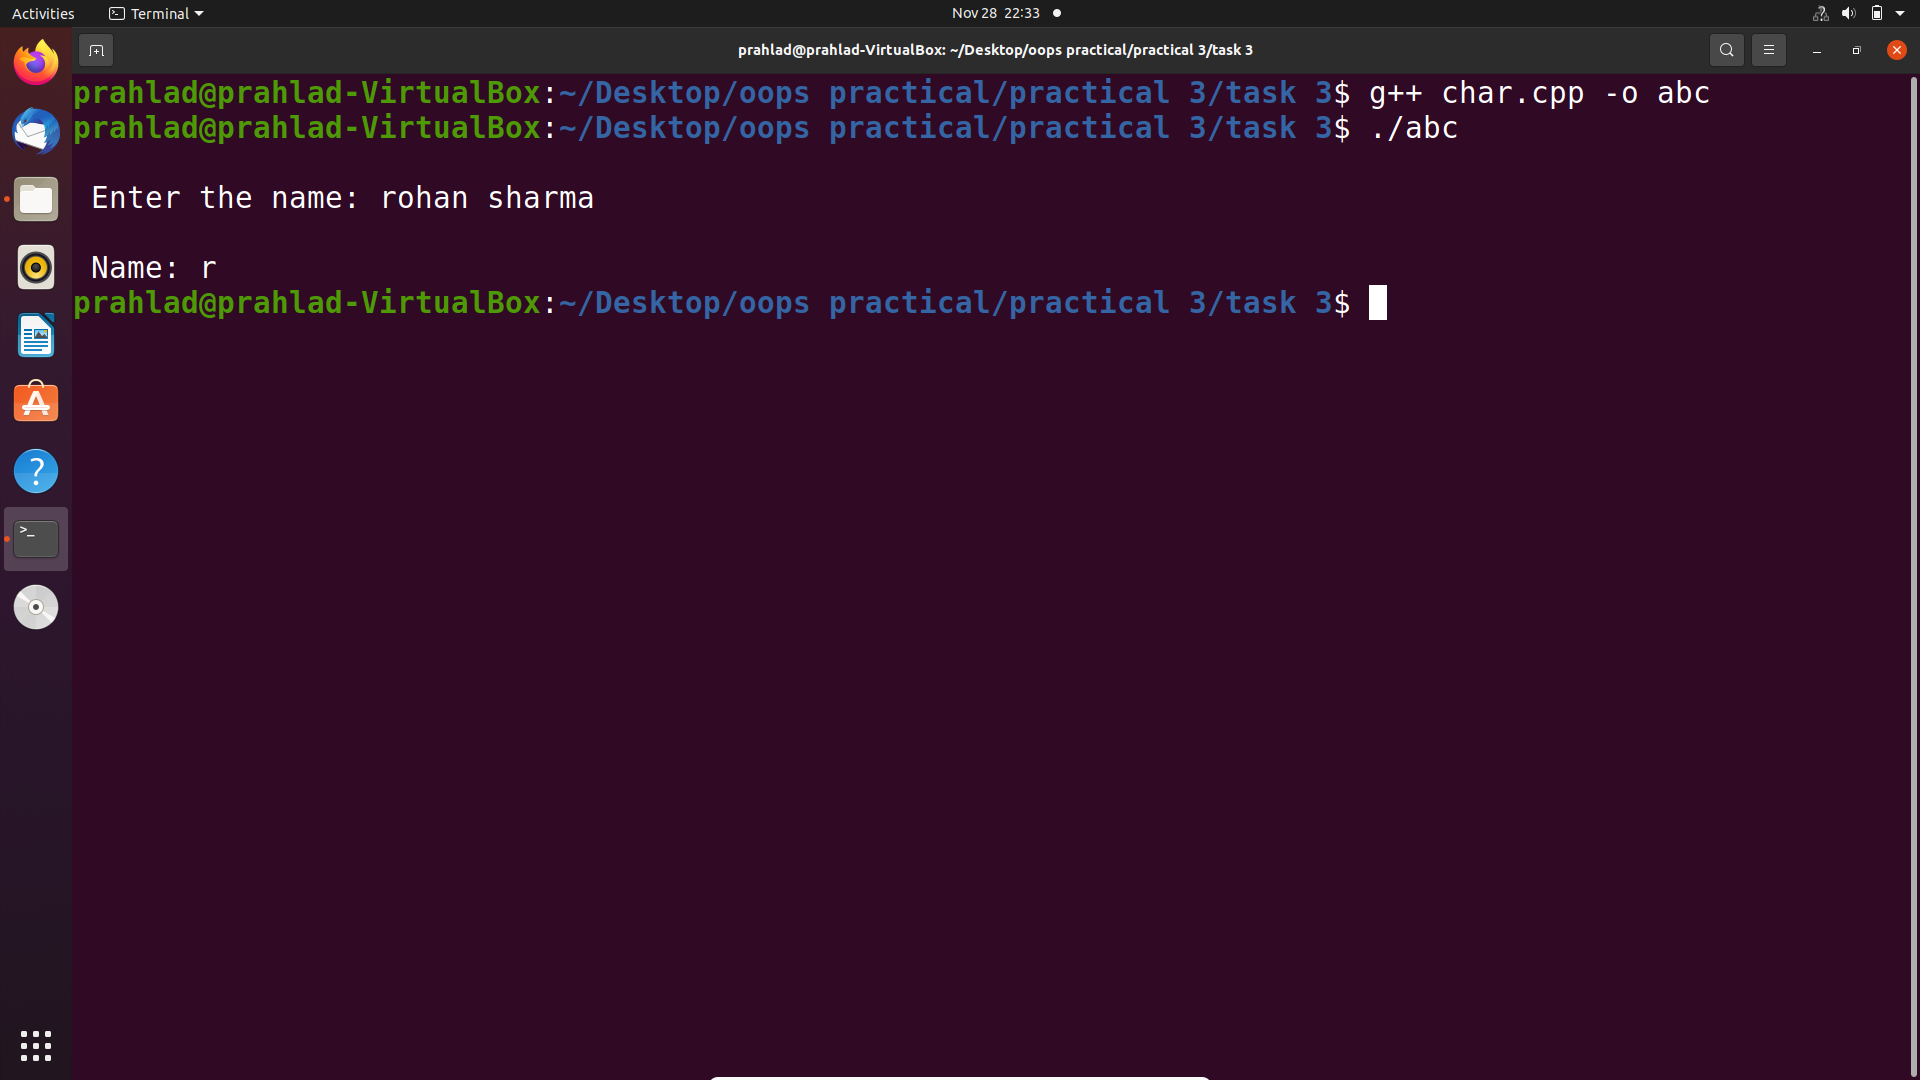 Activities Terminal Nov 28 22:33
prahlad@prahlad-VirtualBox: ~/Desktop/oops practical/practical 3/task 3
prahlad@prahlad-VirtualBox:~/Desktop/oops practical/practical 3/task 3$ g++ char.cpp -o abc
prahlad@prahlad-VirtualBox:~/Desktop/oops practical/practical 3/task 3$ ./abc
Enter the name: rohan sharma
Name: r
prahlad@prahlad-VirtualBox:~/Desktop/oops practical/practical 3/task 3$